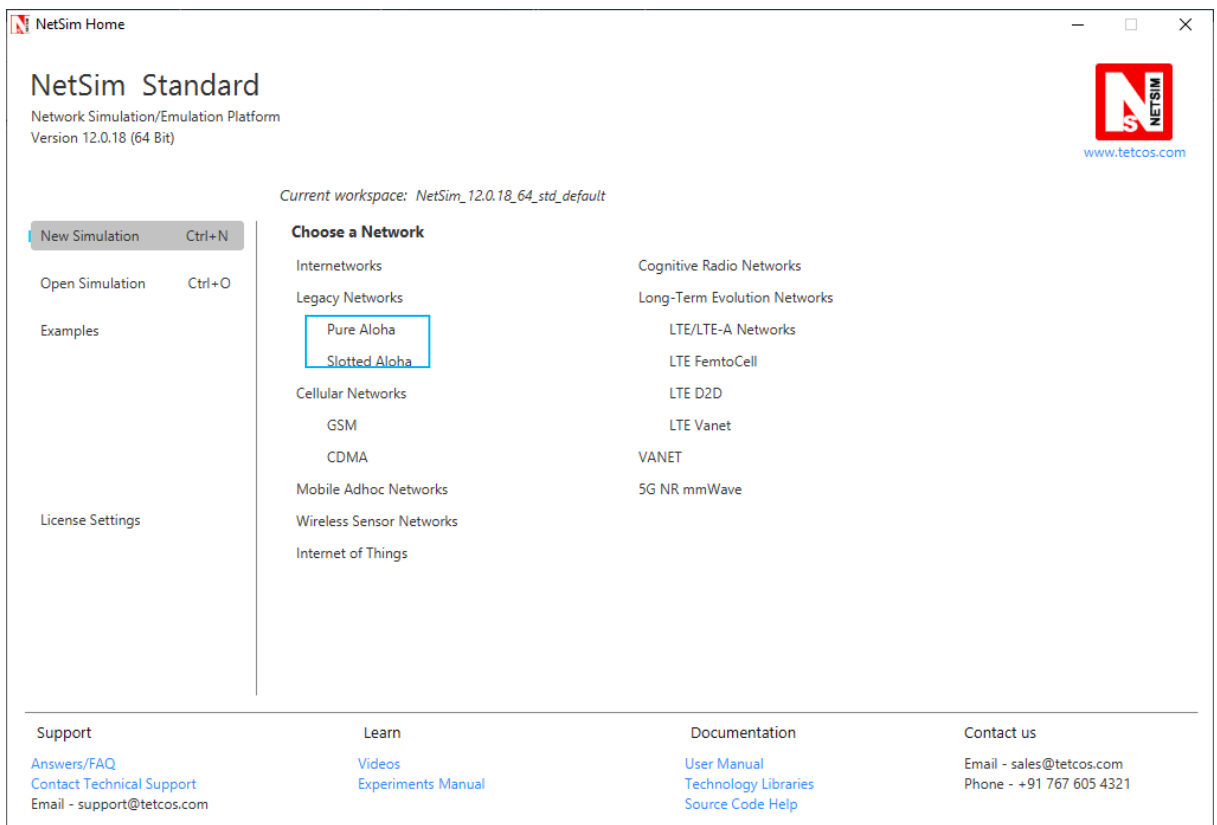 NetSim Home
NetSim Standard
Network Simulation/Emulation Platform
Version 12.0.18 (64 Bit)
NETSIM
NS
www.tetcos.com
Current workspace: NetSim_12.0.18_64_std_default
New Simulation Ctrl+N
Open Simulation Ctrl+O
Examples
License Settings
Choose a Network
Internetworks
Legacy Networks
Pure Aloha
Slotted Aloha
Cellular Networks
GSM
CDMA
Mobile Adhoc Networks
Wireless Sensor Networks
Internet of Things
Cognitive Radio Networks
Long-Term Evolution Networks
LTE/LTE-A Networks
LTE FemtoCell
LTE D2D
LTE Vanet
VANET
5G NR mmWave
Support
Answers/FAQ
Contact Technical Support
Email - support@tetcos.com
Learn
Videos
Experiments Manual
Documentation
User Manual
Technology Libraries
Source Code Help
Contact us
Email - sales@tetcos.com
Phone - +91 767 605 4321